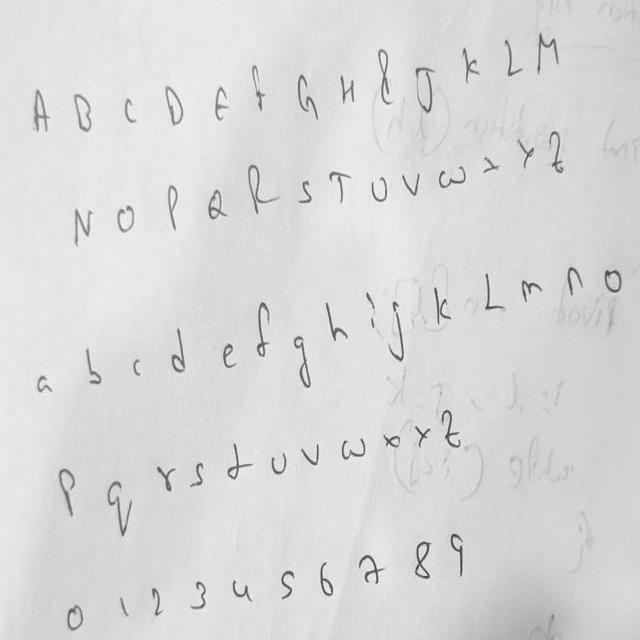 A B C D E f G H I J K L M
N O P Q R S T U V W X Y Z
a b c d e f g h i j k L m n o
p q r s t u v w x y z
0 1 2 3 4 5 6 7 8 9